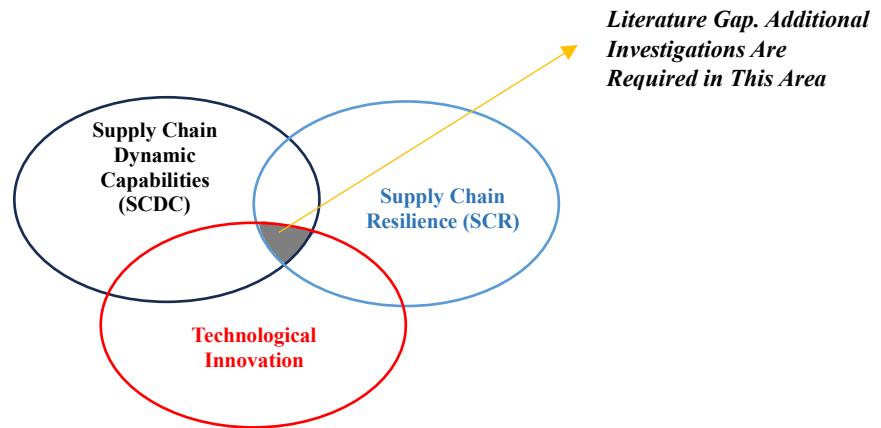 Literature Gap. Additional
Investigations Are
Required in This Area
Supply Chain
Dynamic
Capabilities
(SCDC)
Supply Chain
Resilience (SCR)
Technological
Innovation